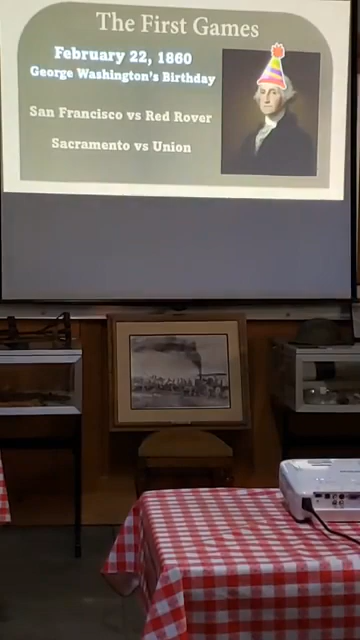 The First Games
February 22, 1860
George Washington's Birthday
San Francisco vs Red Rover
Sacramento vs Union